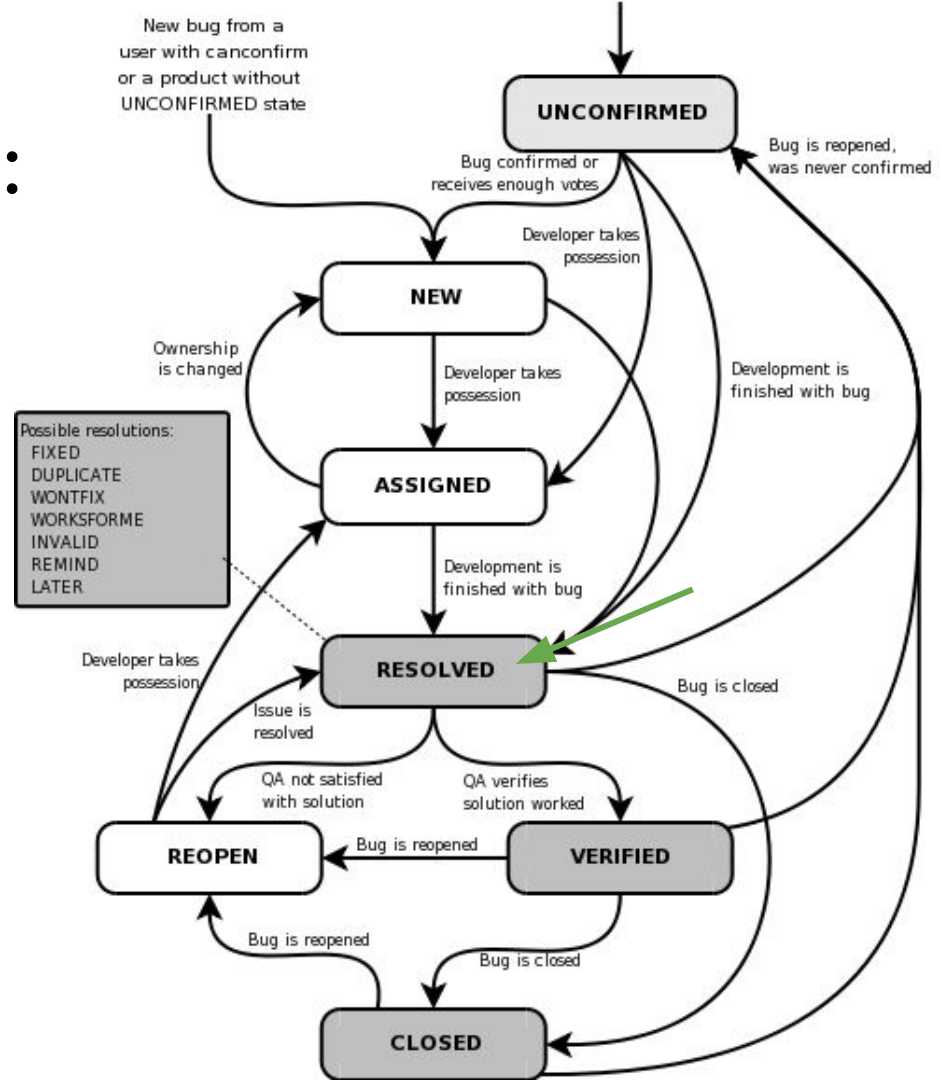 New bug from a
user with canconfirm
or a product without
UNCONFIRMED state
UNCONFIRMED
Bug is reopened,
was never confirmed
Bug confirmed or
receives enough votes
Developer takes
possession
NEW
Ownership
is changed
Developer takes
possession
Development is
finished with bug
Possible resolutions:
FIXED
DUPLICATE
WONTFIX
WORKSFORME
INVALID
REMIND
LATER
ASSIGNED
Development is
finished with bug
RESOLVED
Developer takes
possession
Issue is
resolved
Bug is closed
QA not satisfied
with solution
QA verifies
solution worked
REOPEN
Bug is reopened
VERIFIED
Bug is reopened
Bug is closed
CLOSED